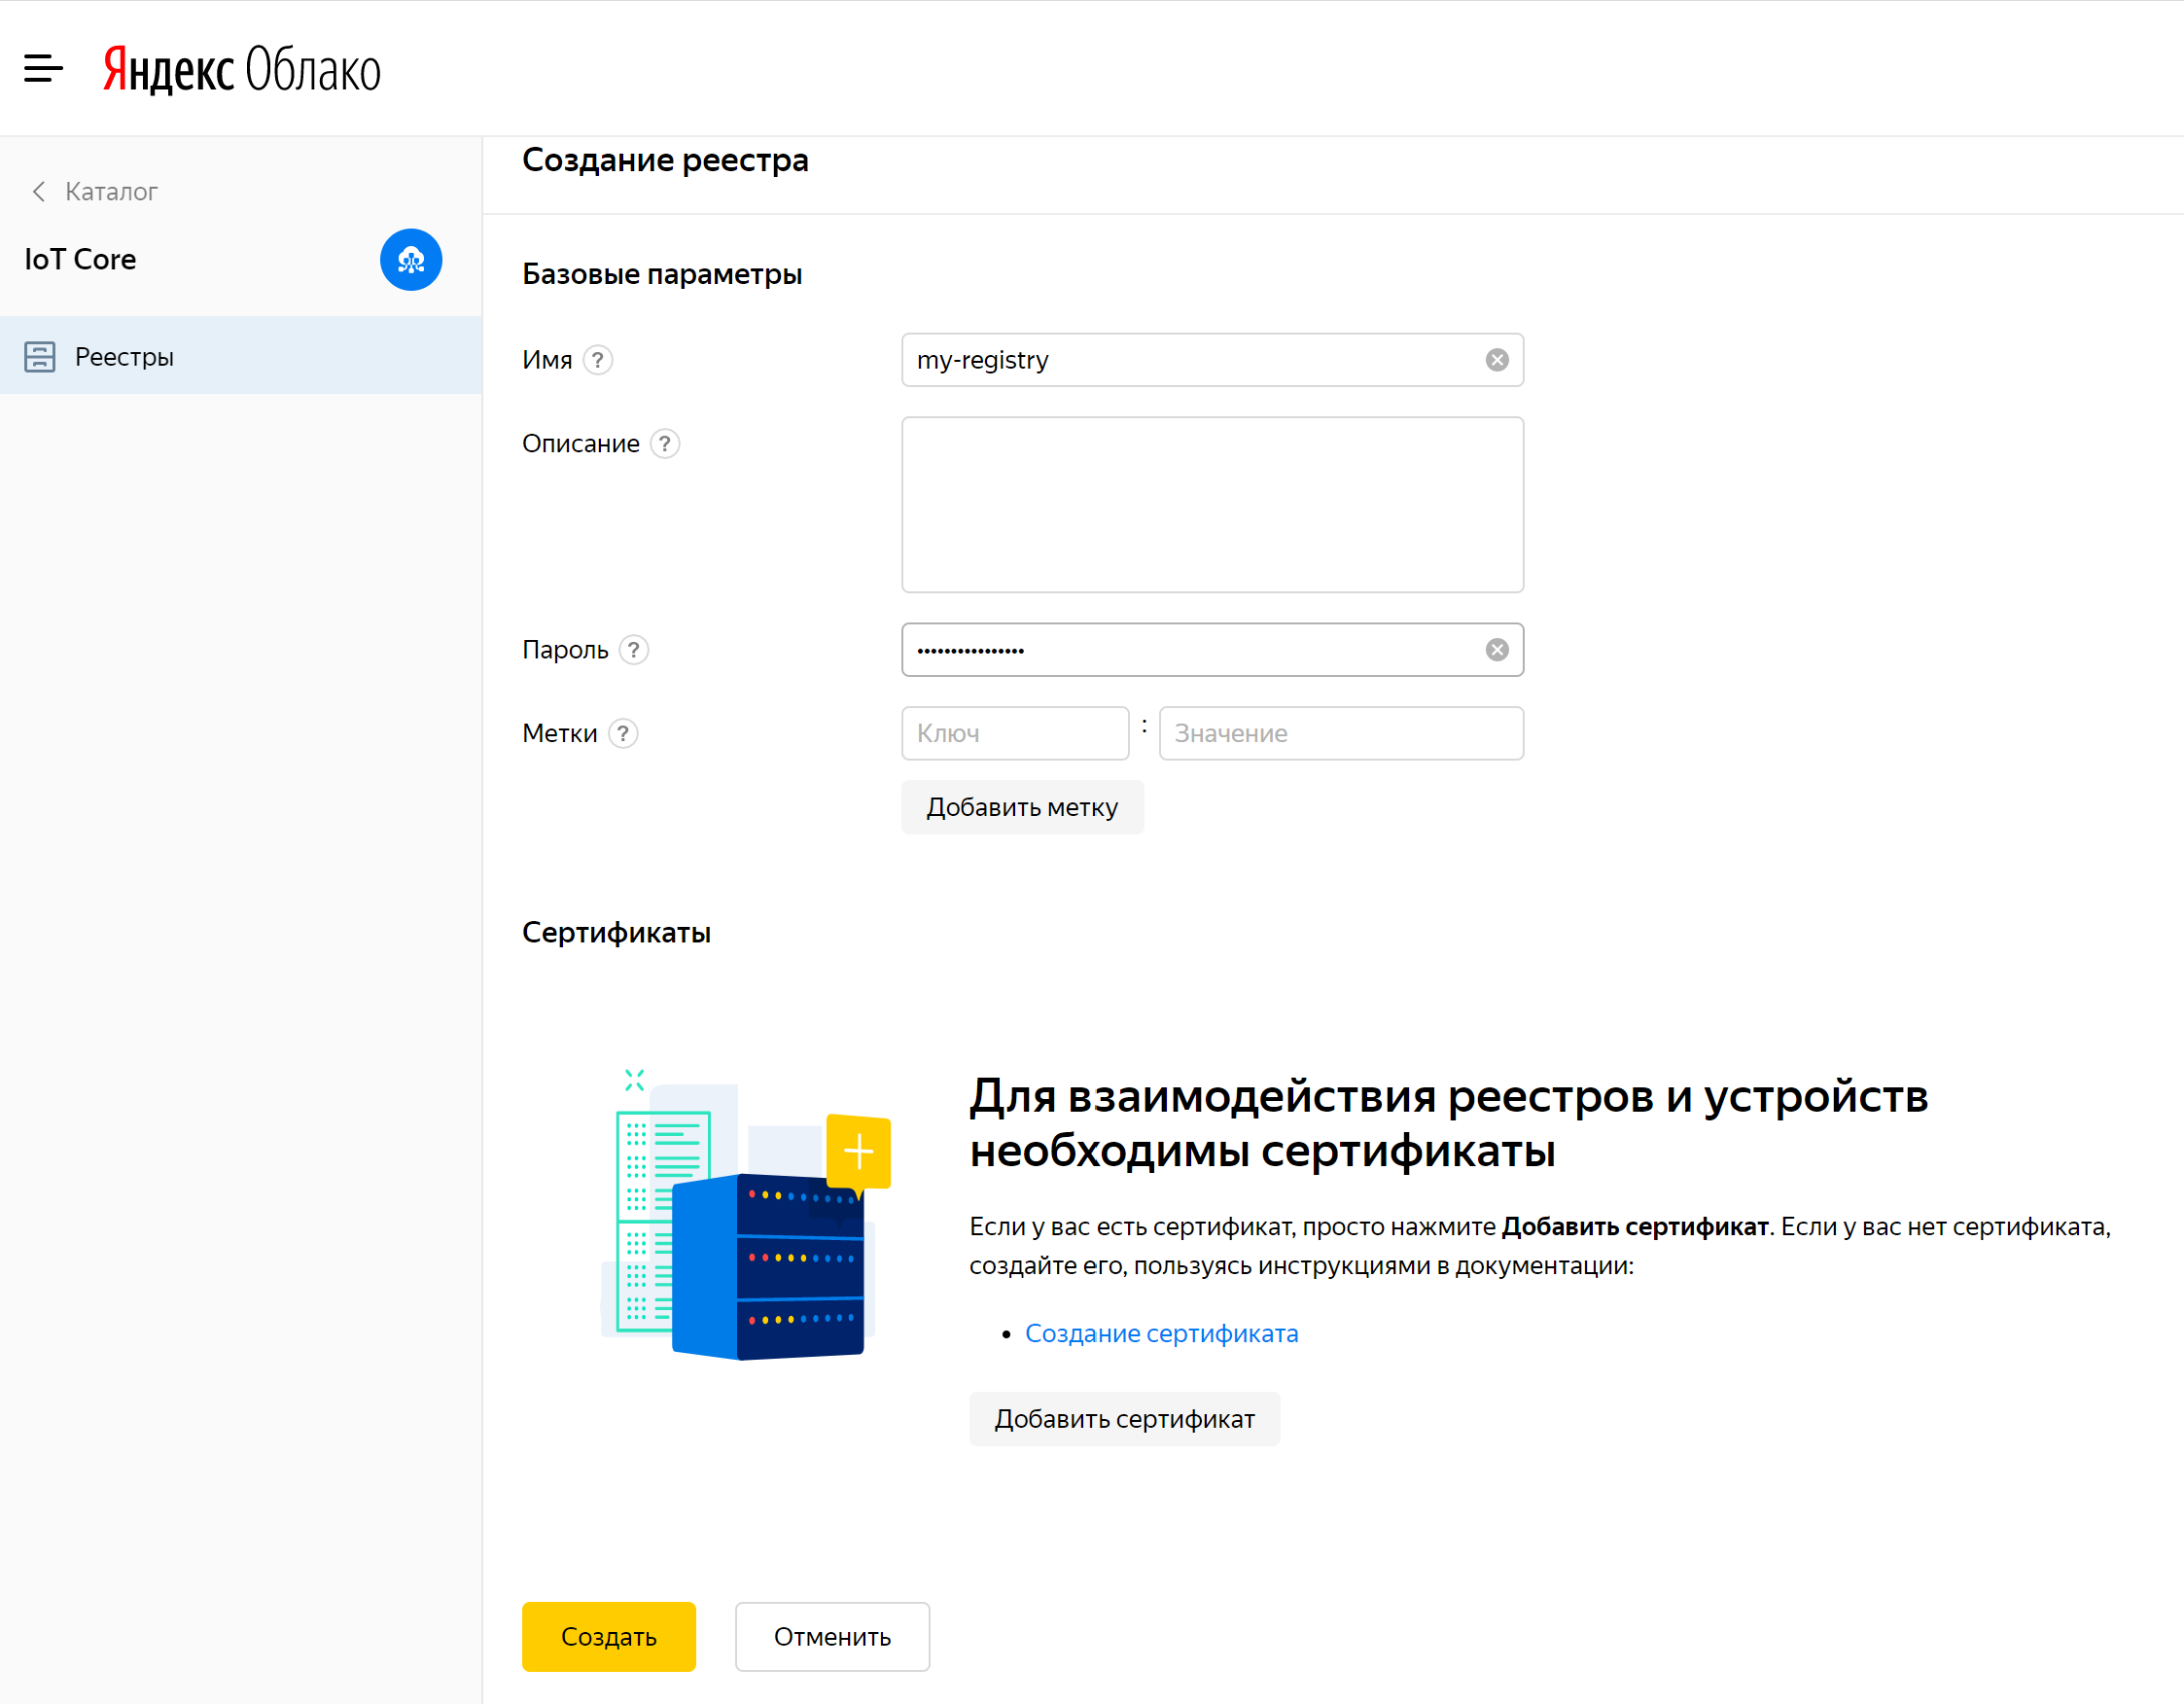 Яндекс Облако
Каталог
IoT Core
Реестры
Создание реестра
Базовые параметры
Имя ?
my-registry
Описание ?
Пароль ?
••••••••••••••••
Метки ?
Ключ : Значение
Добавить метку
Сертификаты
Для взаимодействия реестров и устройств
необходимы сертификаты
Если у вас есть сертификат, просто нажмите Добавить сертификат. Если у вас нет сертификата,
создайте его, пользуясь инструкциями в документации:
• Создание сертификата
Добавить сертификат
Создать
Отменить